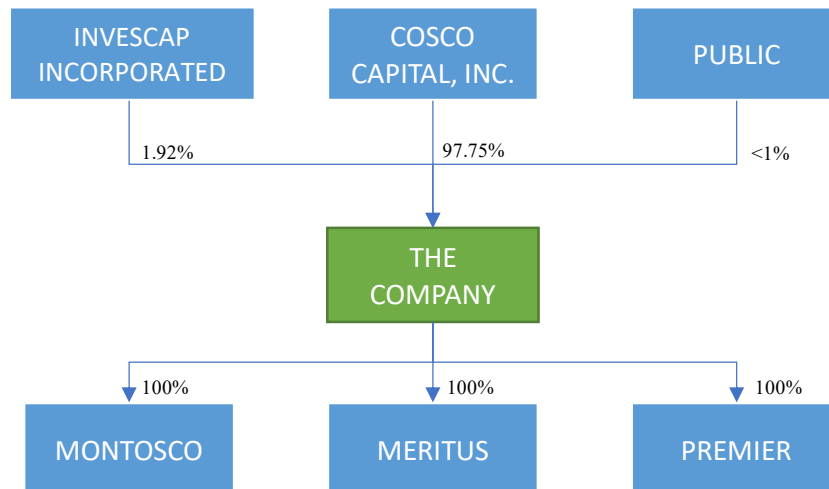 INVESCAP
INCORPORATED
COSCO
CAPITAL, INC.
PUBLIC
1.92%
97.75%
<1%
THE
COMPANY
100%
100%
100%
MONTOSCO
MERITUS
PREMIER